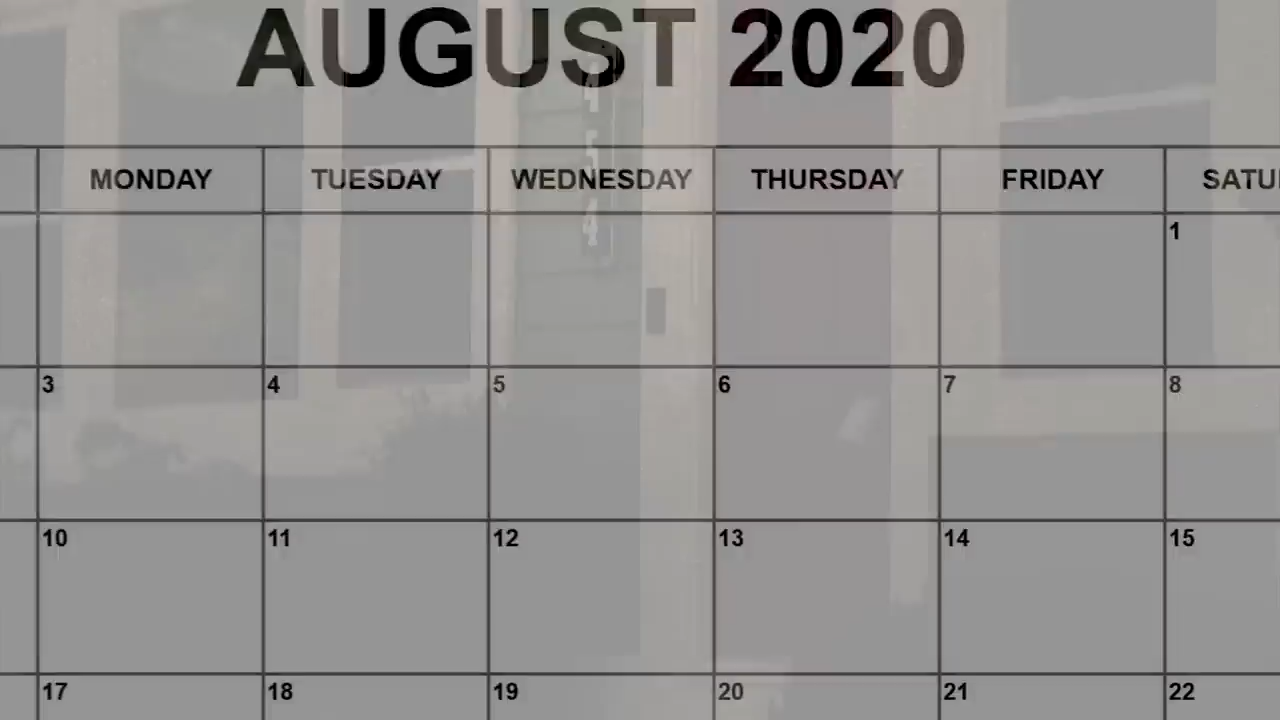 AUGUST 2020
MONDAY TUESDAY WEDNESDAY THURSDAY FRIDAY SATU
1
3 4 5 6 7 8
10 11 12 13 14 15
17 18 19 20 21 22